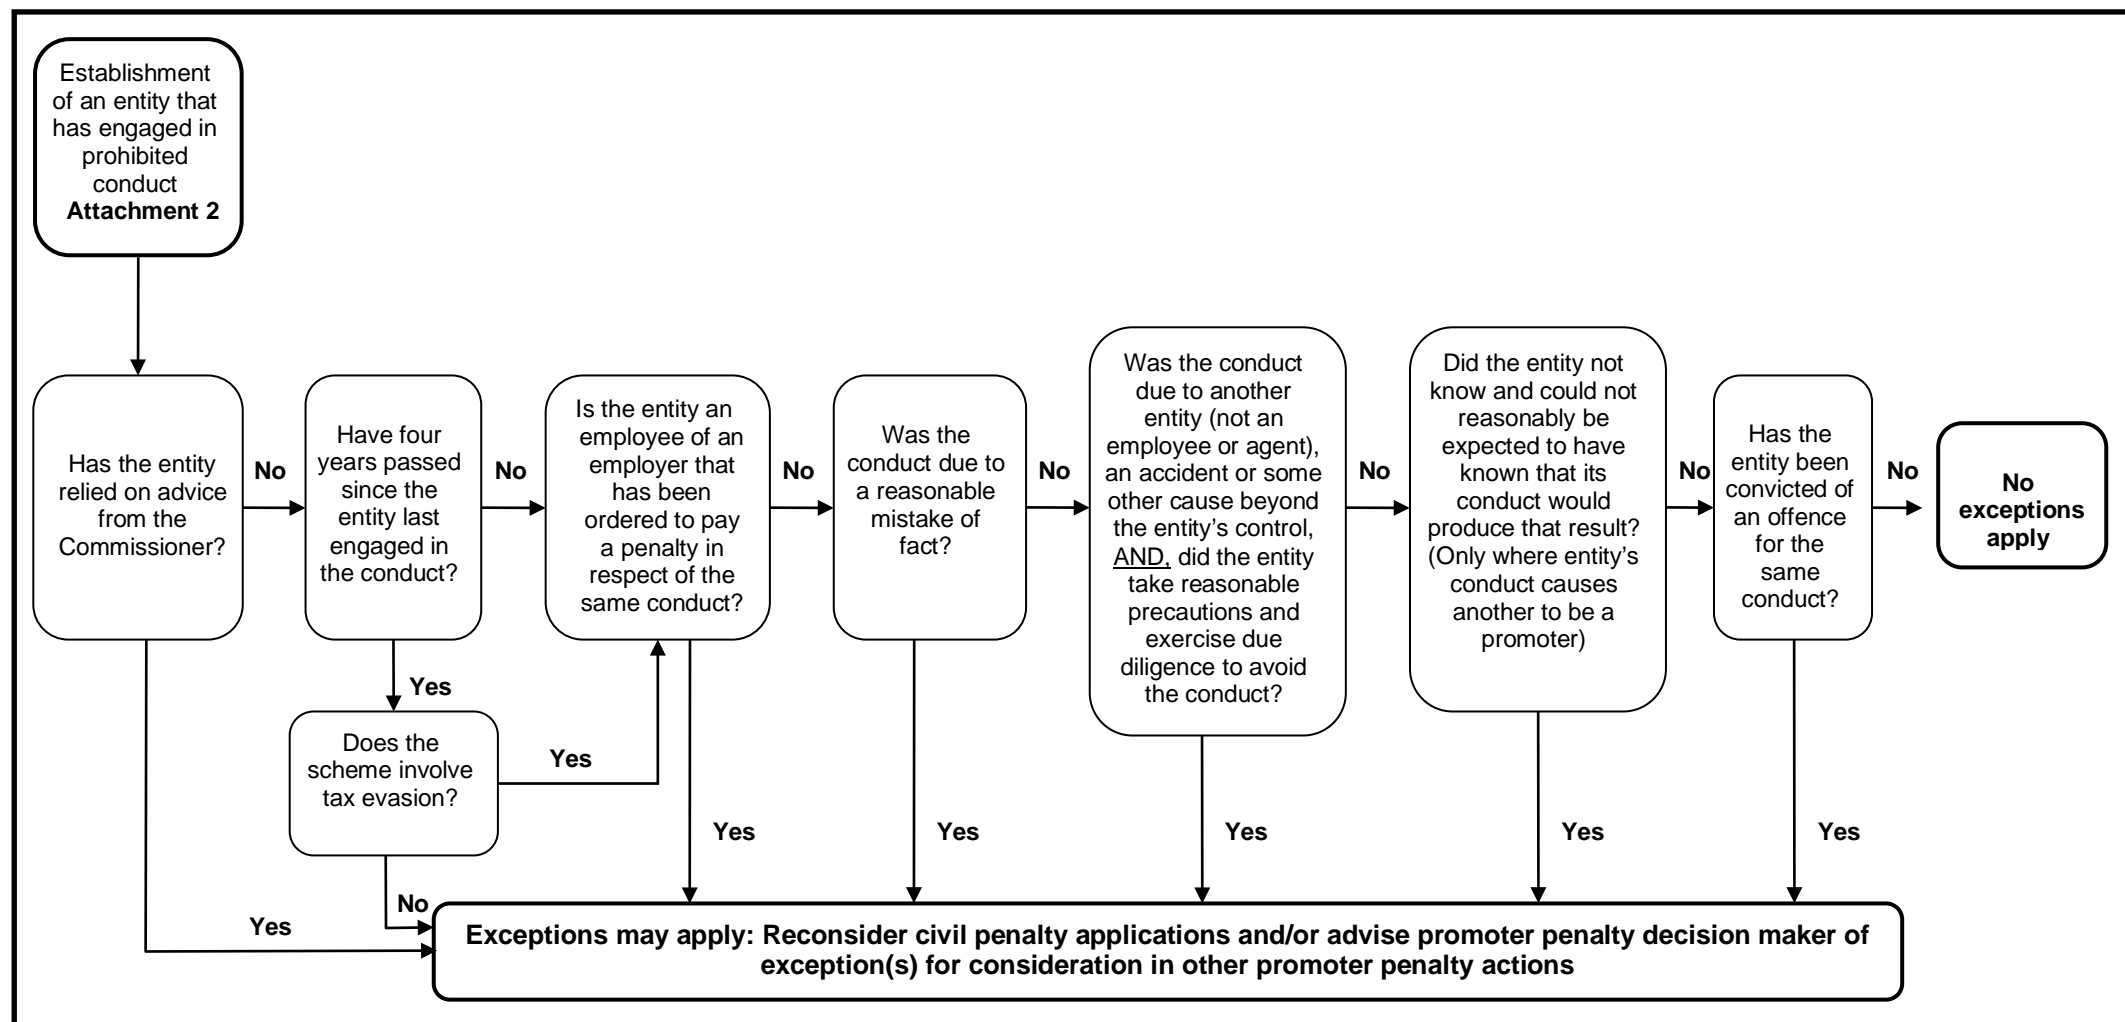 Establishment
of an entity that
has engaged in
prohibited
conduct
Attachment 2
Has the entity
relied on advice
from the
Commissioner?
No
Have four
years passed
since the
entity last
engaged in
the conduct?
No
Is the entity an
employee of an
employer that
has been
ordered to pay
a penalty in
respect of the
same conduct?
No
Was the
conduct due to
a reasonable
mistake of
fact?
No
Was the conduct
due to another
entity (not an
employee or agent),
an accident or some
other cause beyond
the entity’s control,
AND, did the entity
take reasonable
precautions and
exercise due
diligence to avoid
the conduct?
No
Did the entity not
know and could not
reasonably be
expected to have
known that its
conduct would
produce that result?
(Only where entity’s
conduct causes
another to be a
promoter)
No
Has the
entity been
convicted of
an offence
for the
same
conduct?
No
No
exceptions
apply
Yes
Does the
scheme involve
tax evasion?
Yes
Yes
Yes
Yes
Yes
Yes
No
Yes
Exceptions may apply: Reconsider civil penalty applications and/or advise promoter penalty decision maker of
exception(s) for consideration in other promoter penalty actions